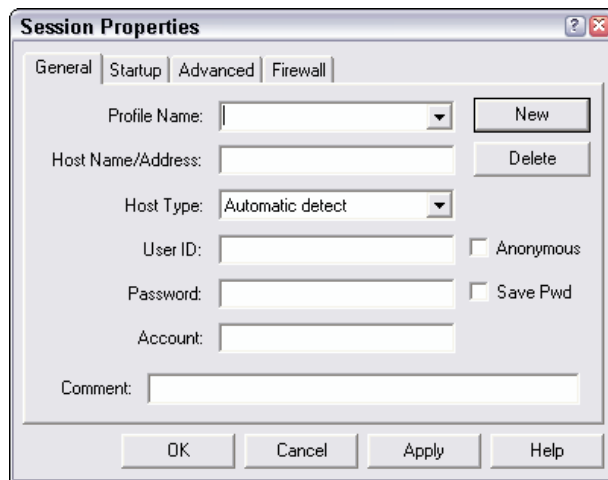 Session Properties
General Startup Advanced Firewall
Profile Name: New
Host Name/Address: Delete
Host Type: Automatic detect
User ID: Anonymous
Password: Save Pwd
Account:
Comment:
OK Cancel Apply Help